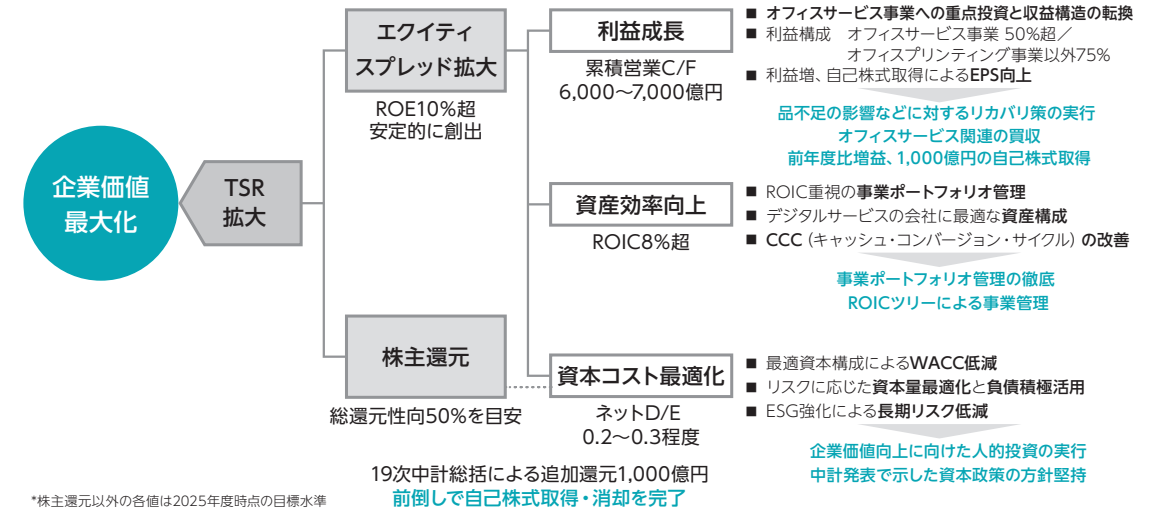 企業価値
最大化
TSR
拡大
エクイティ
スプレッド拡大
ROE10%超
安定的に創出
株主還元
総還元性向50%を目安
利益成長
累積営業C/F
6,000～7,000億円
■ オフィスサービス事業への重点投資と収益構造の転換
■ 利益構成　オフィスサービス事業 50%超／
オフィスプリンティング事業以外75%
■ 利益増、自己株式取得によるEPS向上
品不足の影響などに対するリカバリ策の実行
オフィスサービス関連の買収
前年度比増益、1,000億円の自己株式取得
資産効率向上
ROIC8%超
■ ROIC重視の事業ポートフォリオ管理
■ デジタルサービスの会社に最適な資産構成
■ CCC（キャッシュ・コンバージョン・サイクル）の改善
事業ポートフォリオ管理の徹底
ROICツリーによる事業管理
資本コスト最適化
ネットD/E
0.2～0.3程度
■ 最適資本構成によるWACC低減
■ リスクに応じた資本量最適化と負債積極活用
■ ESG強化による長期リスク低減
企業価値向上に向けた人的投資の実行
中計発表で示した資本政策の方針堅持
19次中計総括による追加還元1,000億円
前倒しで自己株式取得・消却を完了
*株主還元以外の各値は2025年度時点の目標水準